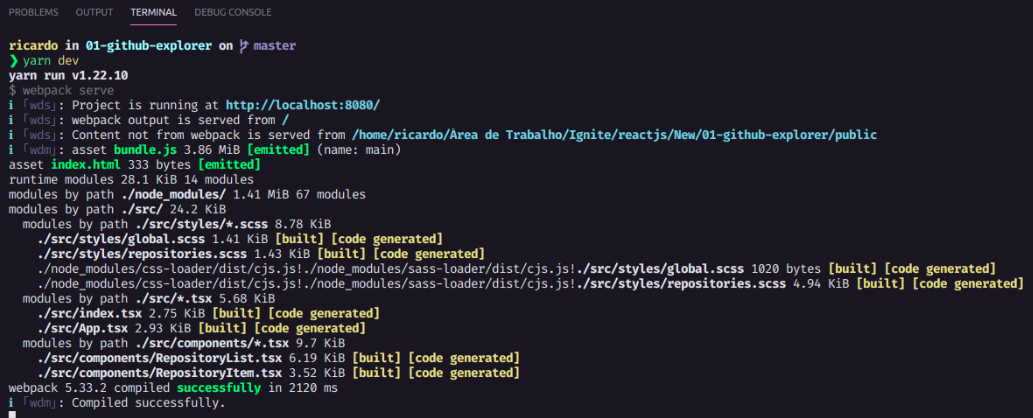 PROBLEMS OUTPUT TERMINAL DEBUG CONSOLE
ricardo in 01-github-explorer on master
❯ yarn dev
yarn run v1.22.10
$ webpack serve
ℹ ｢wds｣: Project is running at http://localhost:8080/
ℹ ｢wds｣: webpack output is served from /
ℹ ｢wds｣: Content not from webpack is served from /home/ricardo/Área de Trabalho/Ignite/reactjs/New/01-github-explorer/public
ℹ ｢wdm｣: asset bundle.js 3.86 MiB [emitted] (name: main)
asset index.html 333 bytes [emitted]
runtime modules 28.1 KiB 14 modules
modules by path ./node_modules/ 1.41 MiB 67 modules
modules by path ./src/ 24.2 KiB
  modules by path ./src/styles/*.scss 8.78 KiB
    ./src/styles/global.scss 1.41 KiB [built] [code generated]
    ./src/styles/repositories.scss 1.43 KiB [built] [code generated]
    ./node_modules/css-loader/dist/cjs.js!./node_modules/sass-loader/dist/cjs.js!./src/styles/global.scss 1020 bytes [built] [code generated]
    ./node_modules/css-loader/dist/cjs.js!./node_modules/sass-loader/dist/cjs.js!./src/styles/repositories.scss 4.94 KiB [built] [code generated]
  modules by path ./src/*.tsx 5.68 KiB
    ./src/index.tsx 2.75 KiB [built] [code generated]
    ./src/App.tsx 2.93 KiB [built] [code generated]
  modules by path ./src/components/*.tsx 9.7 KiB
    ./src/components/RepositoryList.tsx 6.19 KiB [built] [code generated]
    ./src/components/RepositoryItem.tsx 3.52 KiB [built] [code generated]
webpack 5.33.2 compiled successfully in 2120 ms
ℹ ｢wdm｣: Compiled successfully.